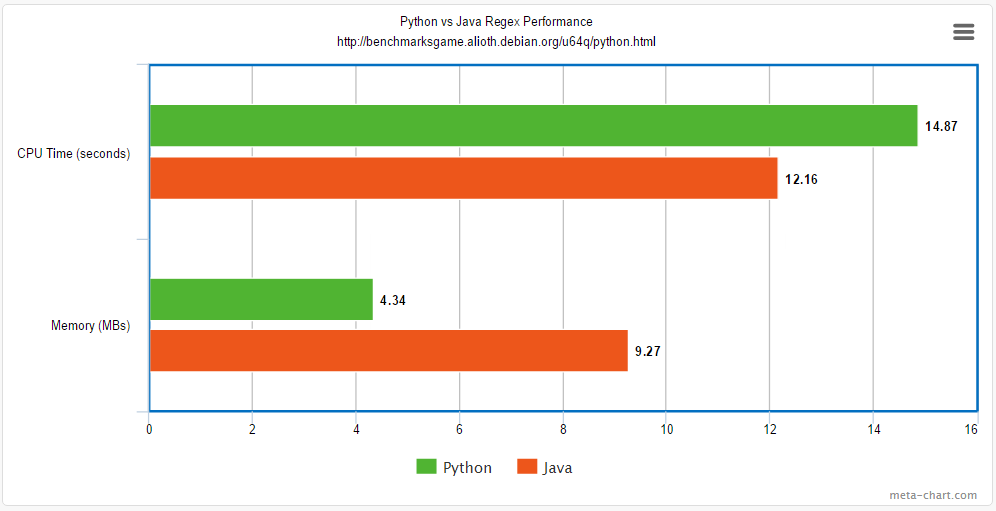 Python vs Java Regex Performance
http://benchmarksgame.alioth.debian.org/u64q/python.html
CPU Time (seconds)
14.87
12.16
Memory (MBs)
4.34
9.27
0 2 4 6 8 10 12 14 16
Python Java
meta-chart.com